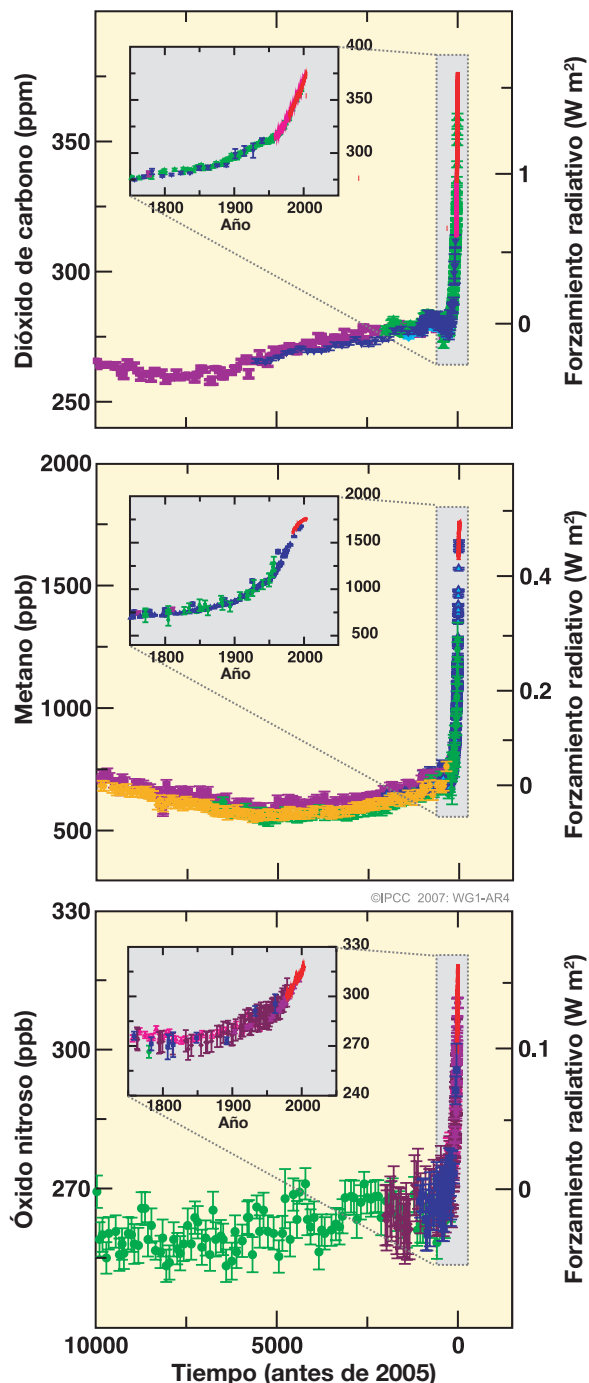 Dióxido de carbono (ppm)
350
300
250
400
350
300
1800 1900 2000
Año
1
0
Forzamiento radiativo (W m²)
Metano (ppb)
2000
1500
1000
500
2000
1500
1000
500
1800 1900 2000
Año
0.4
0.2
0
Forzamiento radiativo (W m²)
©IPCC 2007: WG1-AR4
Óxido nitroso (ppb)
330
300
270
330
300
270
240
1800 1900 2000
Año
0.1
0
Forzamiento radiativo (W m²)
10000 5000 0
Tiempo (antes de 2005)